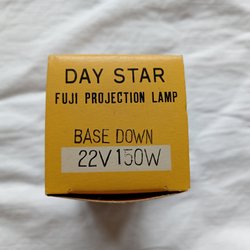 DAY STAR
FUJI PROJECTION LAMP
BASE DOWN
22V150W